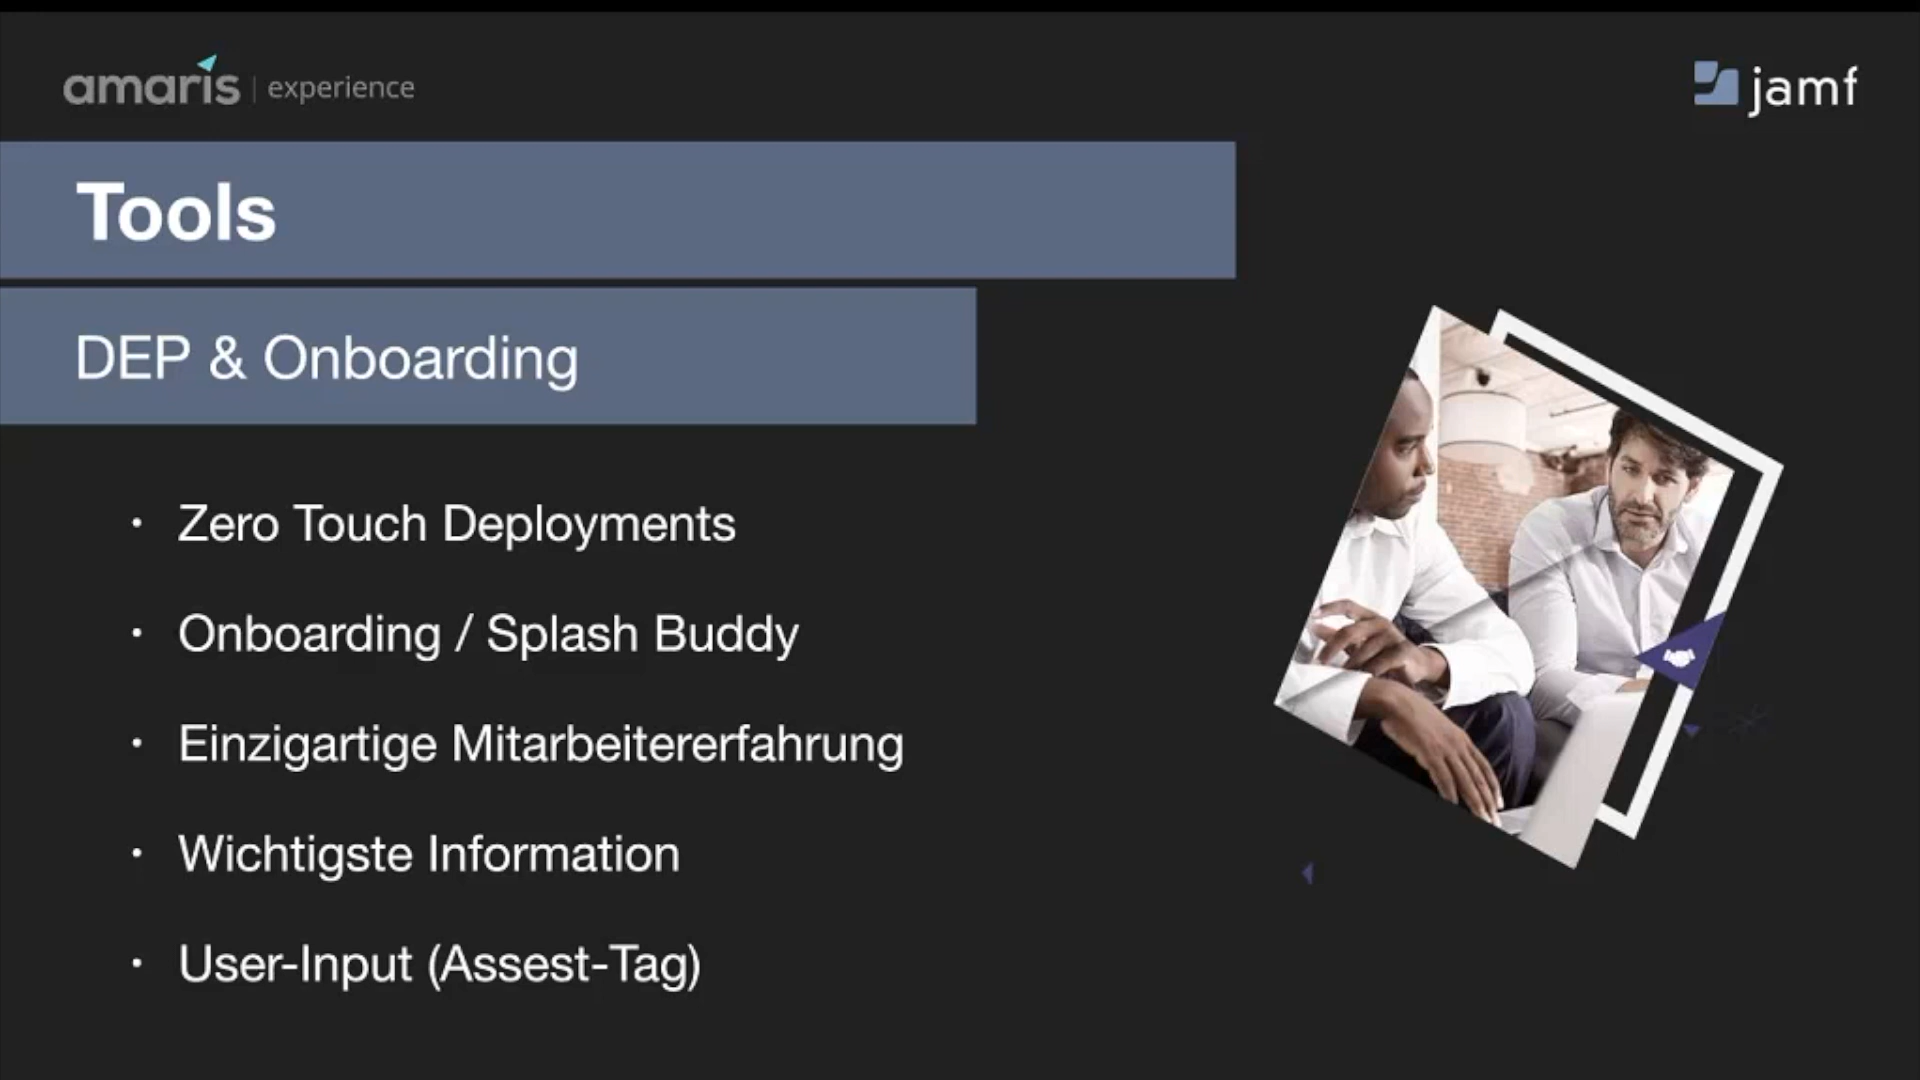 amaris | experience
jamf
Tools
DEP & Onboarding
· Zero Touch Deployments
· Onboarding / Splash Buddy
· Einzigartige Mitarbeitererfahrung
· Wichtigste Information
· User-Input (Assest-Tag)